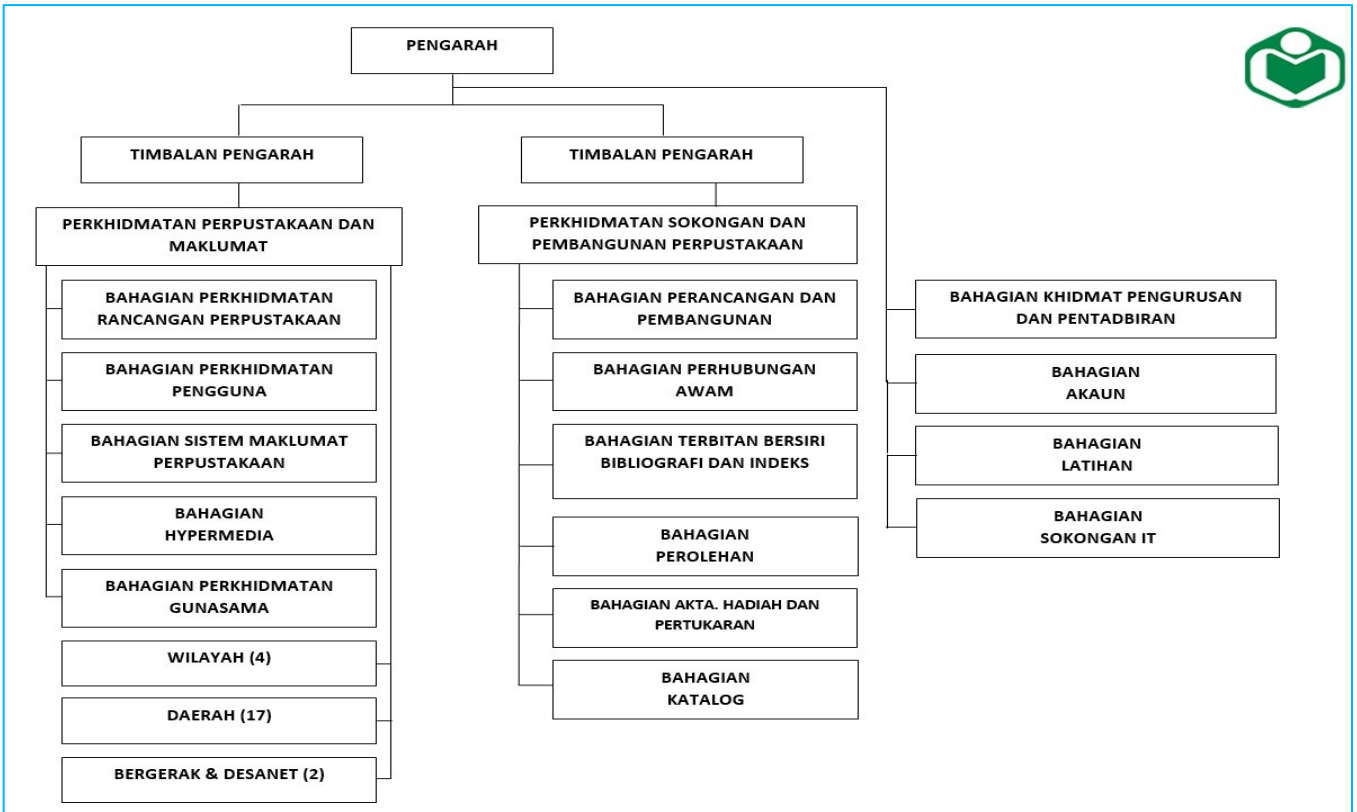 PENGARAH
TIMBALAN PENGARAH
PERKHIDMATAN PERPUSTAKAAN DAN
MAKLUMAT
BAHAGIAN PERKHIDMATAN
RANCANGAN PERPUSTAKAAN
BAHAGIAN PERKHIDMATAN
PENGGUNA
BAHAGIAN SISTEM MAKLUMAT
PERPUSTAKAAN
BAHAGIAN
HYPERMEDIA
BAHAGIAN PERKHIDMATAN
GUNASAMA
WILAYAH (4)
DAERAH (17)
BERGERAK & DESANET (2)
TIMBALAN PENGARAH
PERKHIDMATAN SOKONGAN DAN
PEMBANGUNAN PERPUSTAKAAN
BAHAGIAN PERANCANGAN DAN
PEMBANGUNAN
BAHAGIAN PERHUBUNGAN
AWAM
BAHAGIAN TERBITAN BERSIRI
BIBLIOGRAFI DAN INDEKS
BAHAGIAN
PEROLEHAN
BAHAGIAN AKTA. HADIAH DAN
PERTUKARAN
BAHAGIAN
KATALOG
BAHAGIAN KHIDMAT PENGURUSAN
DAN PENTADBIRAN
BAHAGIAN
AKAUN
BAHAGIAN
LATIHAN
BAHAGIAN
SOKONGAN IT